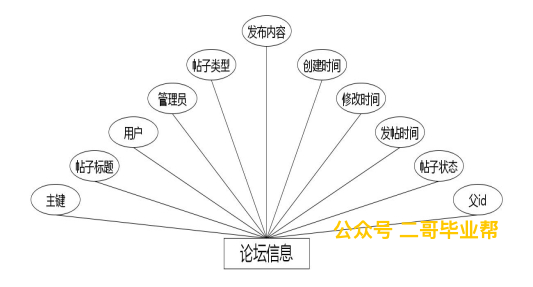 发布内容
帖子类型
创建时间
管理员
修改时间
用户
发帖时间
帖子标题
帖子状态
主键
父id
公众号 二哥毕业帮
论坛信息